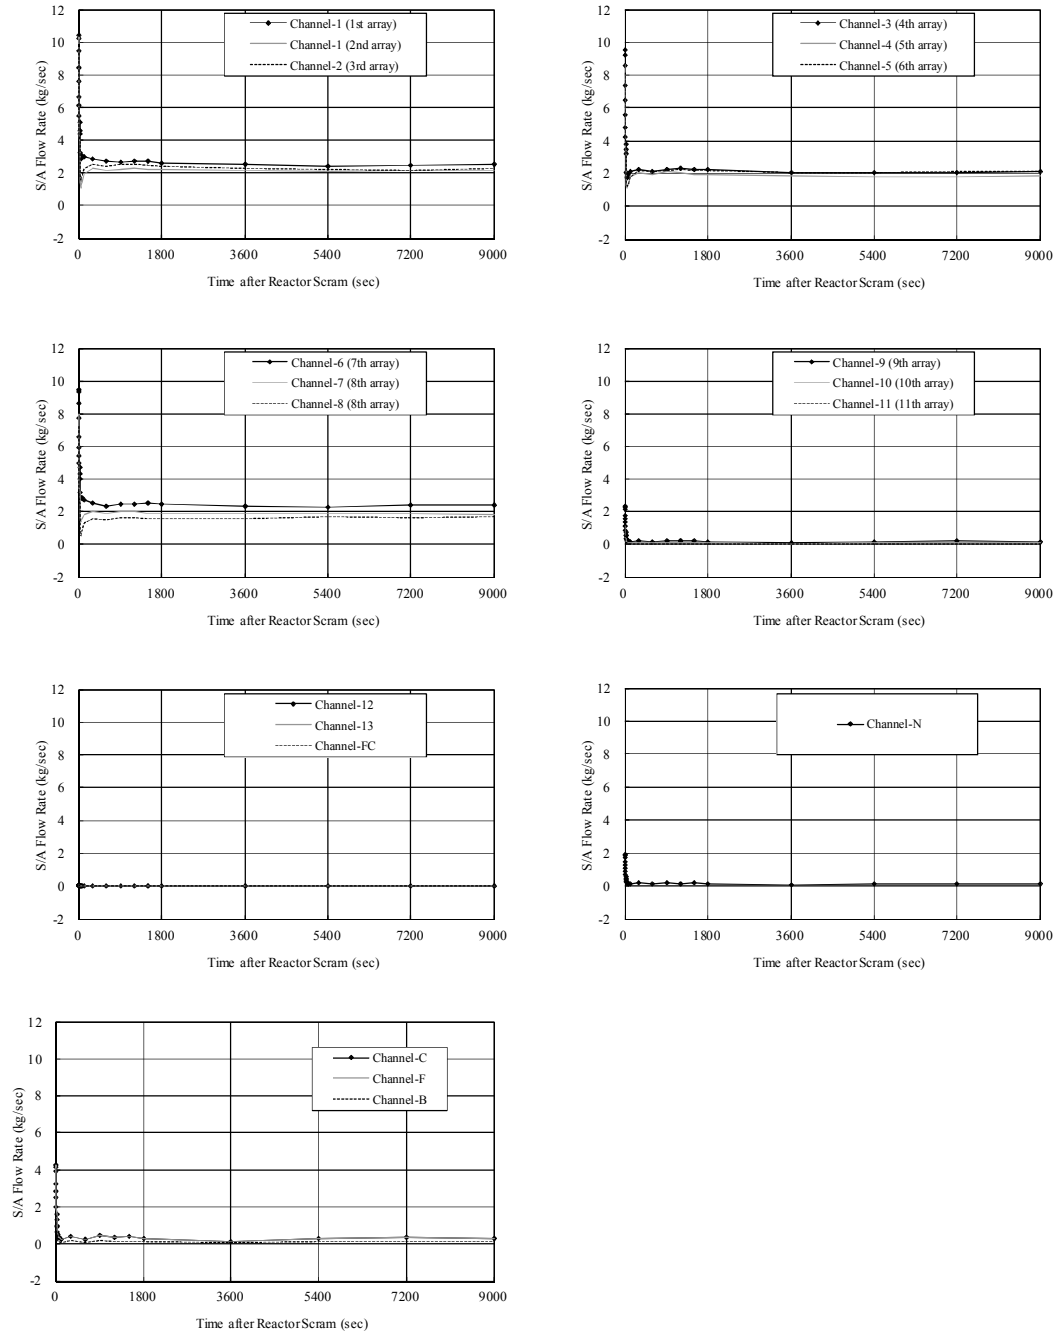 S/A Flow Rate (kg/sec)
12
10
8
6
4
2
0
-2
Channel-1 (1st array)
Channel-1 (2nd array)
Channel-2 (3rd array)
0 1800 3600 5400 7200 9000
Time after Reactor Scram (sec)
S/A Flow Rate (kg/sec)
12
10
8
6
4
2
0
-2
Channel-3 (4th array)
Channel-4 (5th array)
Channel-5 (6th array)
0 1800 3600 5400 7200 9000
Time after Reactor Scram (sec)
S/A Flow Rate (kg/sec)
12
10
8
6
4
2
0
-2
Channel-6 (7th array)
Channel-7 (8th array)
Channel-8 (8th array)
0 1800 3600 5400 7200 9000
Time after Reactor Scram (sec)
S/A Flow Rate (kg/sec)
12
10
8
6
4
2
0
-2
Channel-9 (9th array)
Channel-10 (10th array)
Channel-11 (11th array)
0 1800 3600 5400 7200 9000
Time after Reactor Scram (sec)
S/A Flow Rate (kg/sec)
12
10
8
6
4
2
0
-2
Channel-12
Channel-13
Channel-FC
0 1800 3600 5400 7200 9000
Time after Reactor Scram (sec)
S/A Flow Rate (kg/sec)
12
10
8
6
4
2
0
-2
Channel-N
0 1800 3600 5400 7200 9000
Time after Reactor Scram (sec)
S/A Flow Rate (kg/sec)
12
10
8
6
4
2
0
-2
Channel-C
Channel-F
Channel-B
0 1800 3600 5400 7200 9000
Time after Reactor Scram (sec)